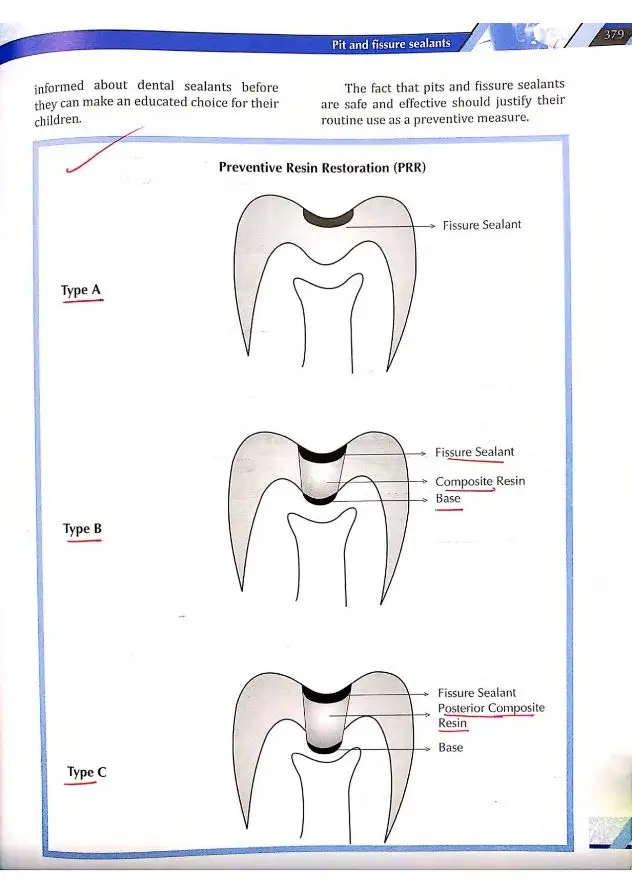 Pit and fissure sealants
379
informed about dental sealants before
they can make an educated choice for their
children.
The fact that pits and fissure sealants
are safe and effective should justify their
routine use as a preventive measure.
Preventive Resin Restoration (PRR)
Fissure Sealant
Type A
Fissure Sealant
Composite Resin
Base
Type B
Fissure Sealant
Posterior Composite
Resin
Base
Type C